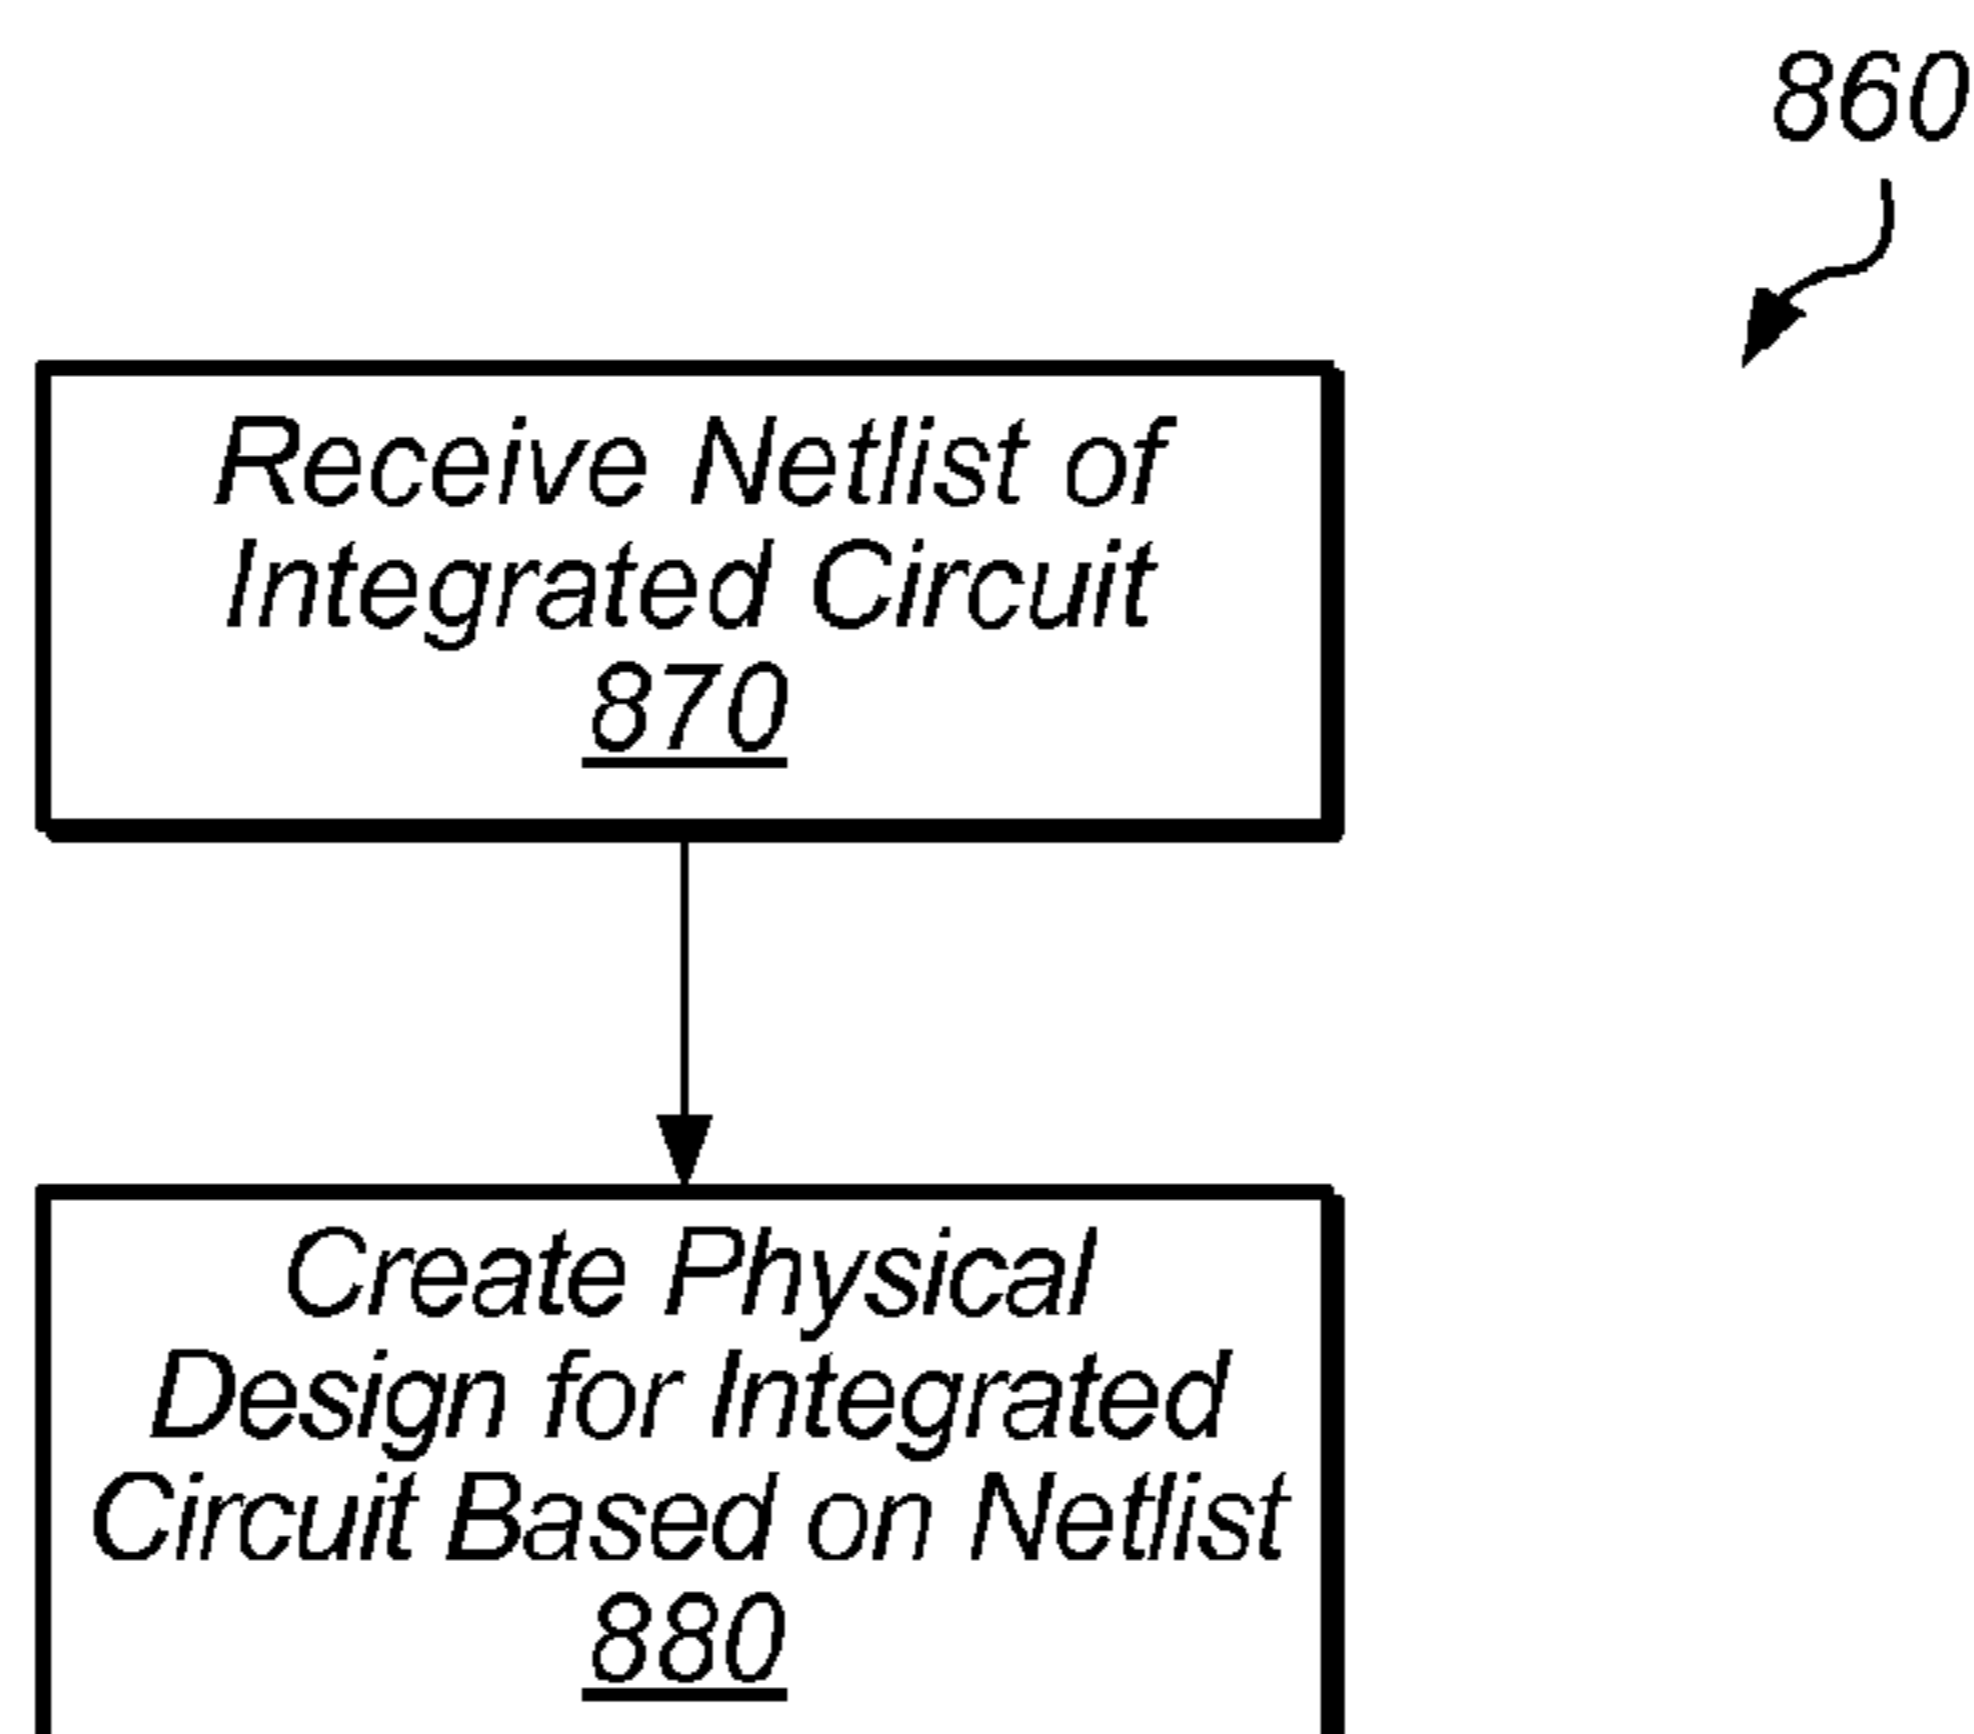 860
Receive Netlist of
Integrated Circuit
870
Create Physical
Design for Integrated
Circuit Based on Netlist
880